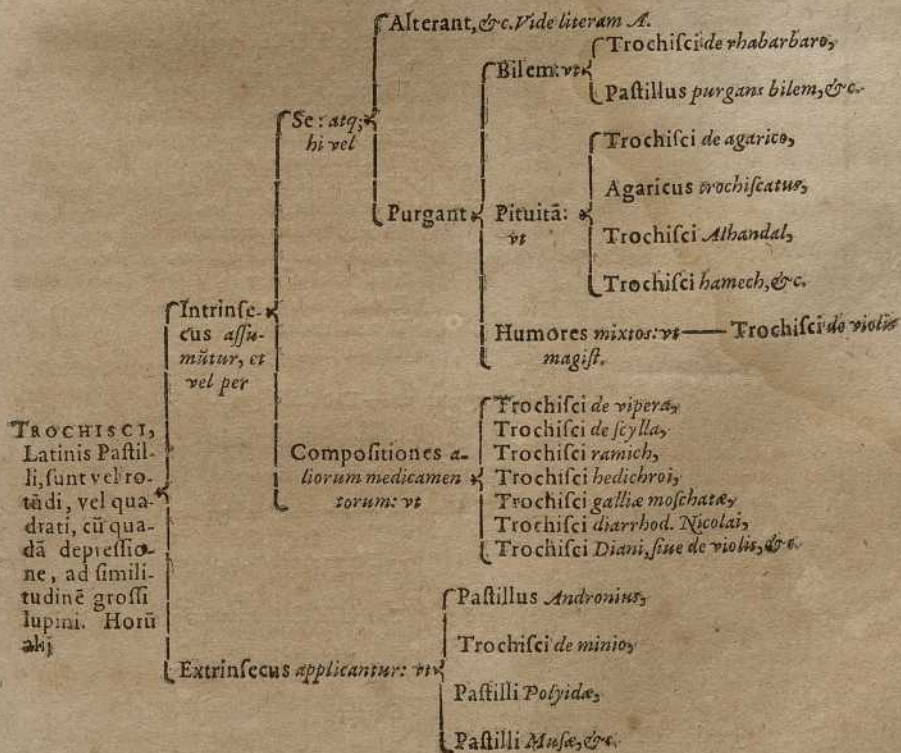 TROCHISCI,
Latinis Paſtil-
li, ſunt vel ro-
tūdi, vel qua-
drati, cū qua-
dā depreſſio-
ne, ad ſimili-
tudinē groſſi
lupini. Horū
alij
Intrinſe-
cus aſſu-
mūtur, et
vel per
Se: atq;
hi vel
Alterant, &c. Vide literam A.
Purgant
Bilem: vt
Trochiſci de rhabarbaro,
Paſtillus purgans bilem, &c.
Pituitā:
vt
Trochiſci de agarico,
Agaricus trochiſcatus,
Trochiſci Alhandal,
Trochiſci hamech, &c.
Humores mixtos: vt
magiſt.
Trochiſci de violis
Compoſitiones a-
liorum medicamen
torum: vt
Trochiſci de vipera,
Trochiſci de ſcylla,
Trochiſci ramich,
Trochiſci hedichroi,
Trochiſci galliæ moſchatæ,
Trochiſci diarrhod. Nicolai,
Trochiſci Diani, ſiue de violis, &c.
Extrinſecus applicantur: vt
Paſtillus Andronius,
Trochiſci de minio,
Paſtilli Polyidæ,
Paſtilli Muſæ, &c.